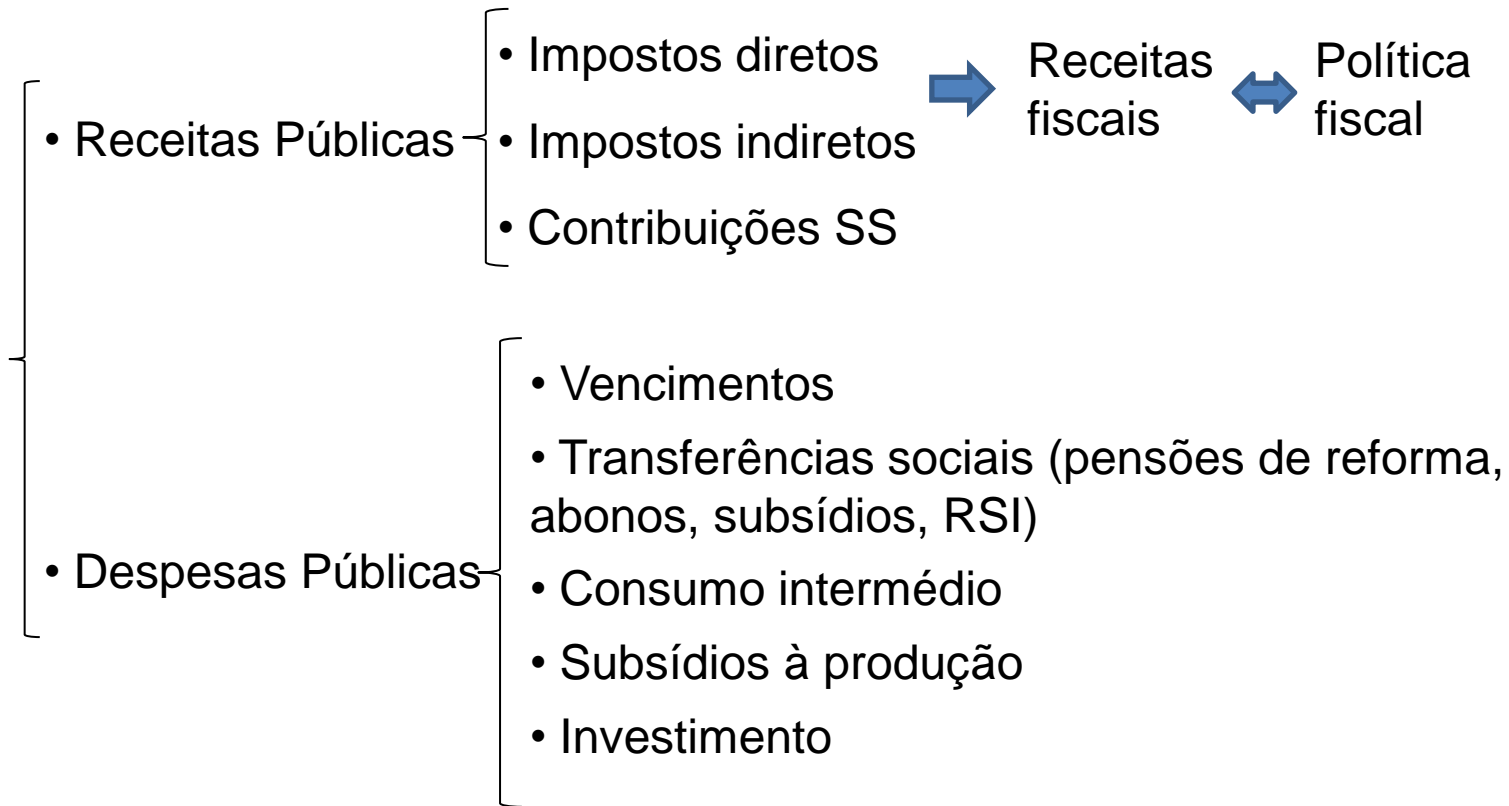 • Receitas Públicas
• Impostos diretos
• Impostos indiretos
• Contribuições SS
Receitas
fiscais
Política
fiscal
• Despesas Públicas
• Vencimentos
• Transferências sociais (pensões de reforma,
abonos, subsídios, RSI)
• Consumo intermédio
• Subsídios à produção
• Investimento